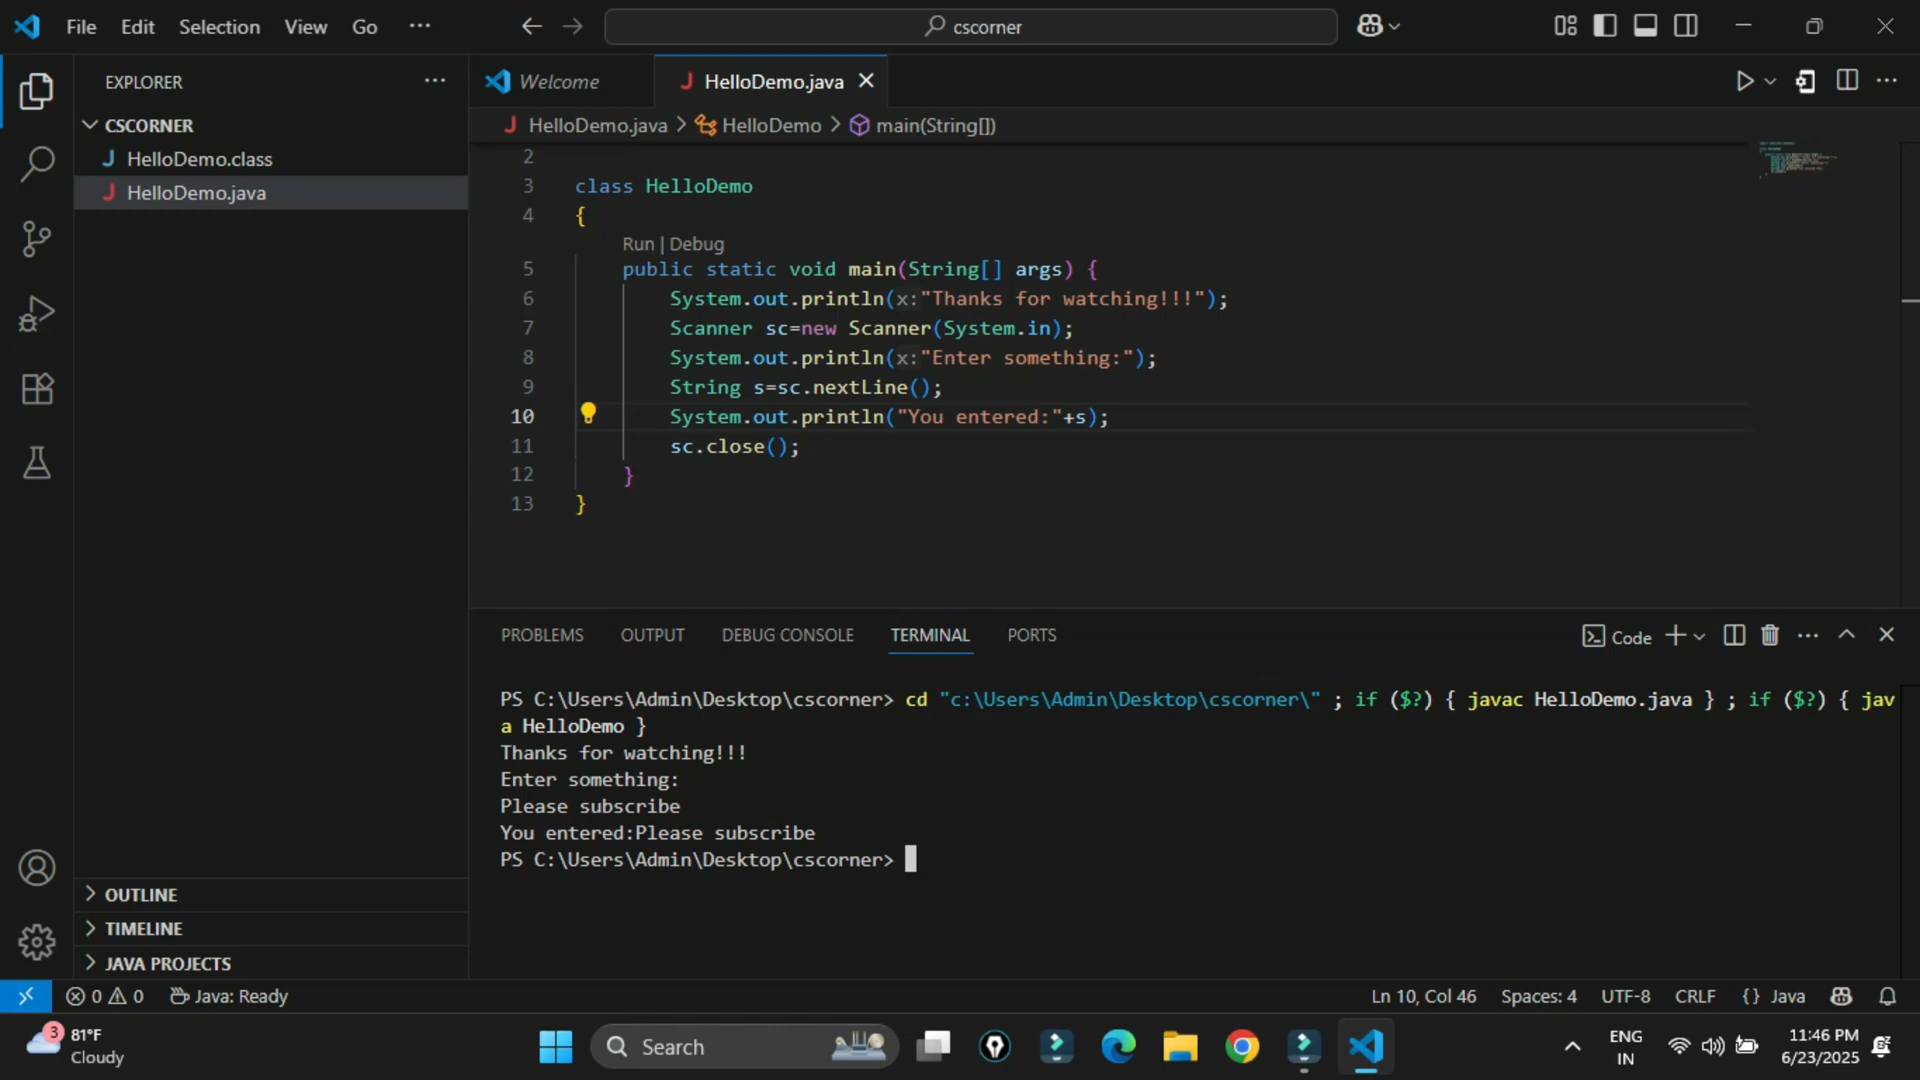 File Edit Selection View Go ···
cscorner
EXPLORER
Welcome
HelloDemo.java
CSCORNER
HelloDemo.java > HelloDemo > main(String[])
J HelloDemo.class
J HelloDemo.java
2
3 class HelloDemo
4 {
Run | Debug
5 public static void main(String[] args) {
6 System.out.println(x:"Thanks for watching!!!");
7 Scanner sc=new Scanner(System.in);
8 System.out.println(x:"Enter something:");
9 String s=sc.nextLine();
10 System.out.println("You entered:"+s);
11 sc.close();
12 }
13 }
PROBLEMS OUTPUT DEBUG CONSOLE TERMINAL PORTS
Code
PS C:\Users\Admin\Desktop\cscorner> cd "c:\Users\Admin\Desktop\cscorner\" ; if ($?) { javac HelloDemo.java } ; if ($?) { jav
a HelloDemo }
Thanks for watching!!!
Enter something:
Please subscribe
You entered:Please subscribe
PS C:\Users\Admin\Desktop\cscorner>
OUTLINE
TIMELINE
JAVA PROJECTS
0 0 Java: Ready
Ln 10, Col 46 Spaces: 4 UTF-8 CRLF {} Java
3
81°F
Cloudy
Search
ENG
IN
11:46 PM
6/23/2025